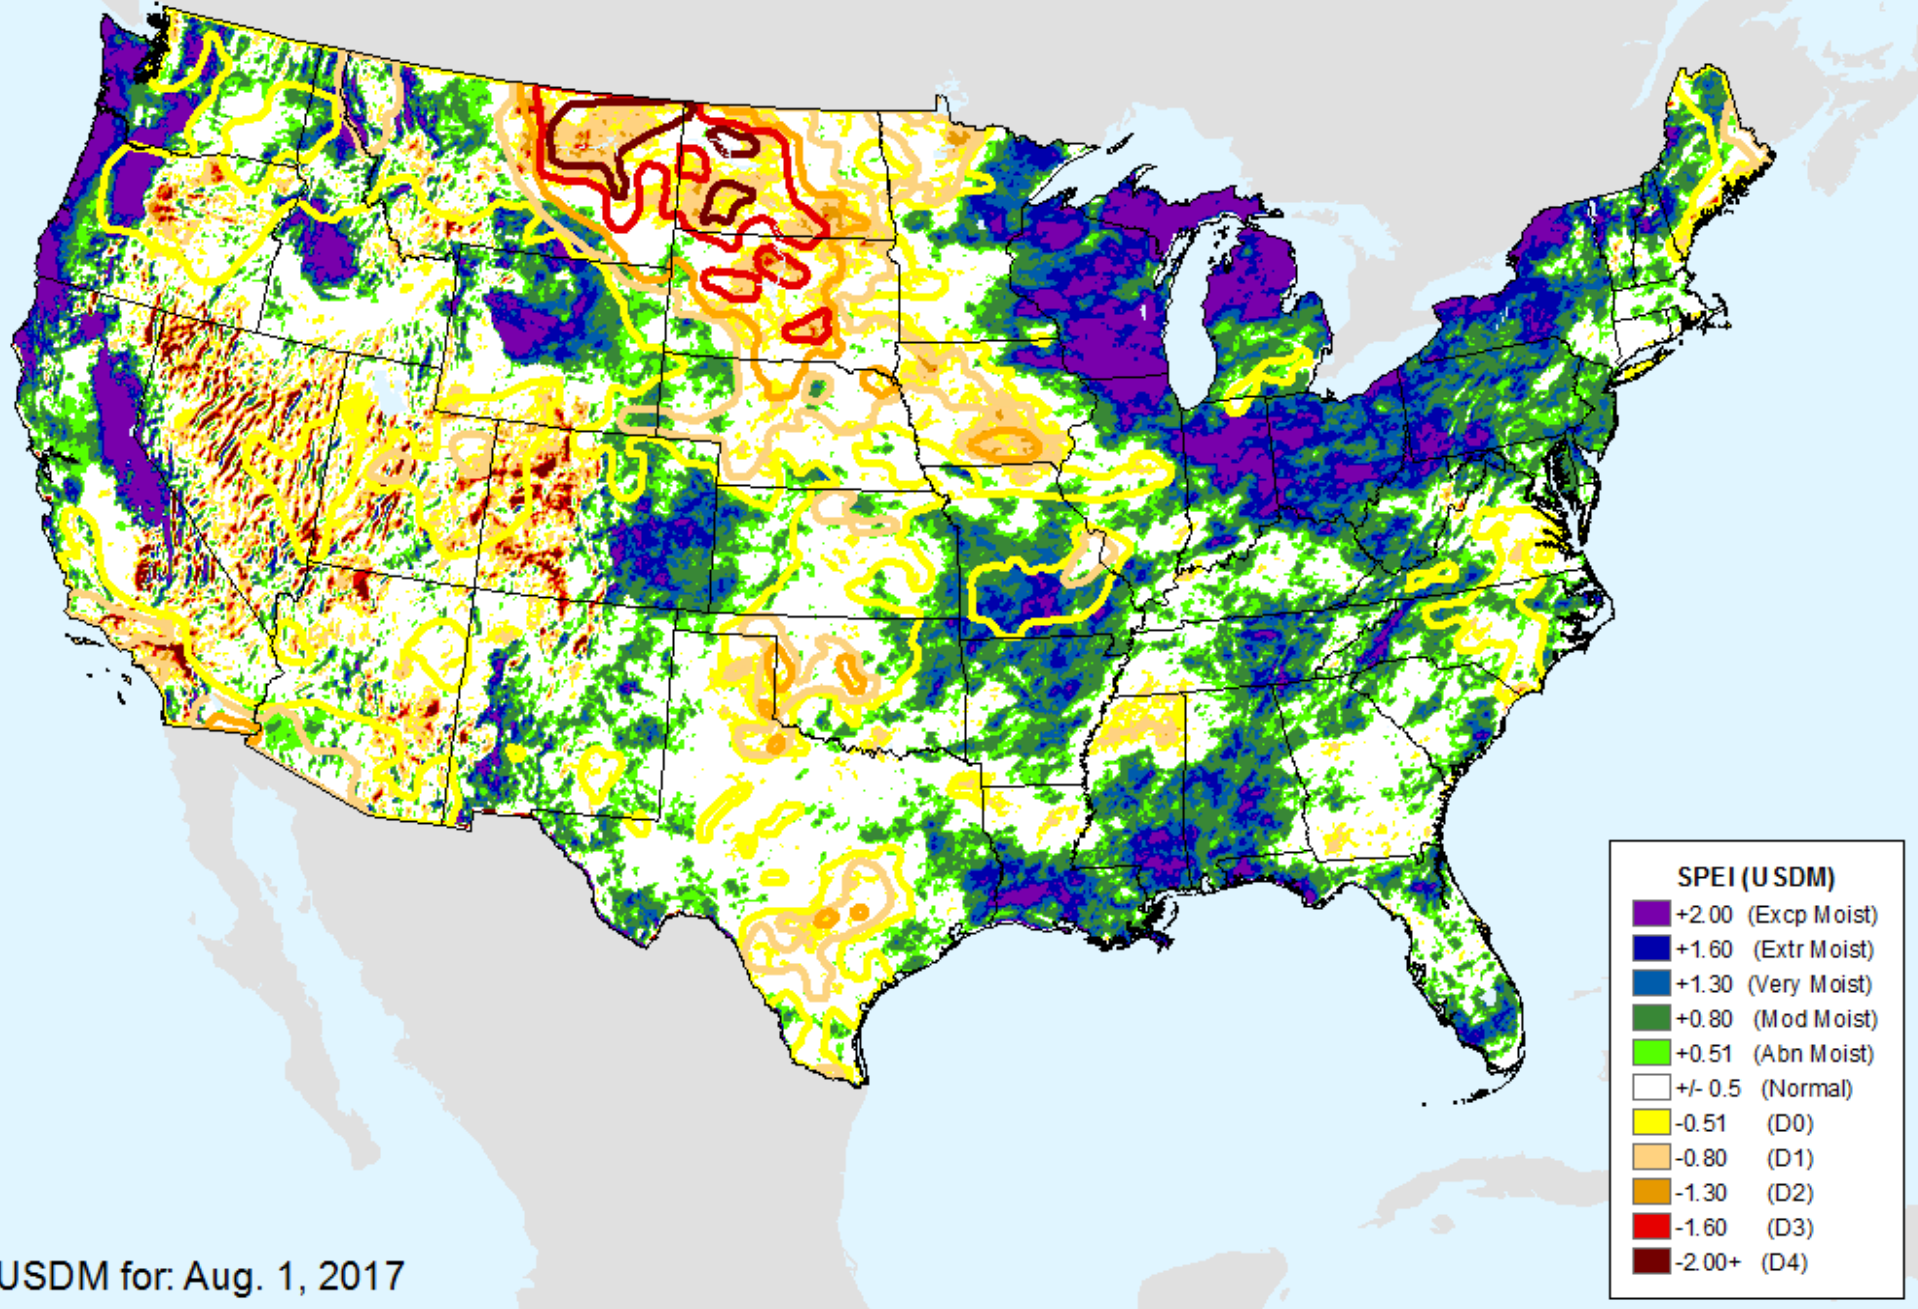 SPEI (USDM)
+2.00 (Excp Moist)
+1.60 (Extr Moist)
+1.30 (Very Moist)
+0.80 (Mod Moist)
+0.51 (Abn Moist)
+/- 0.5 (Normal)
-0.51 (D0)
-0.80 (D1)
-1.30 (D2)
-1.60 (D3)
-2.00+ (D4)
USDM for: Aug. 1, 2017